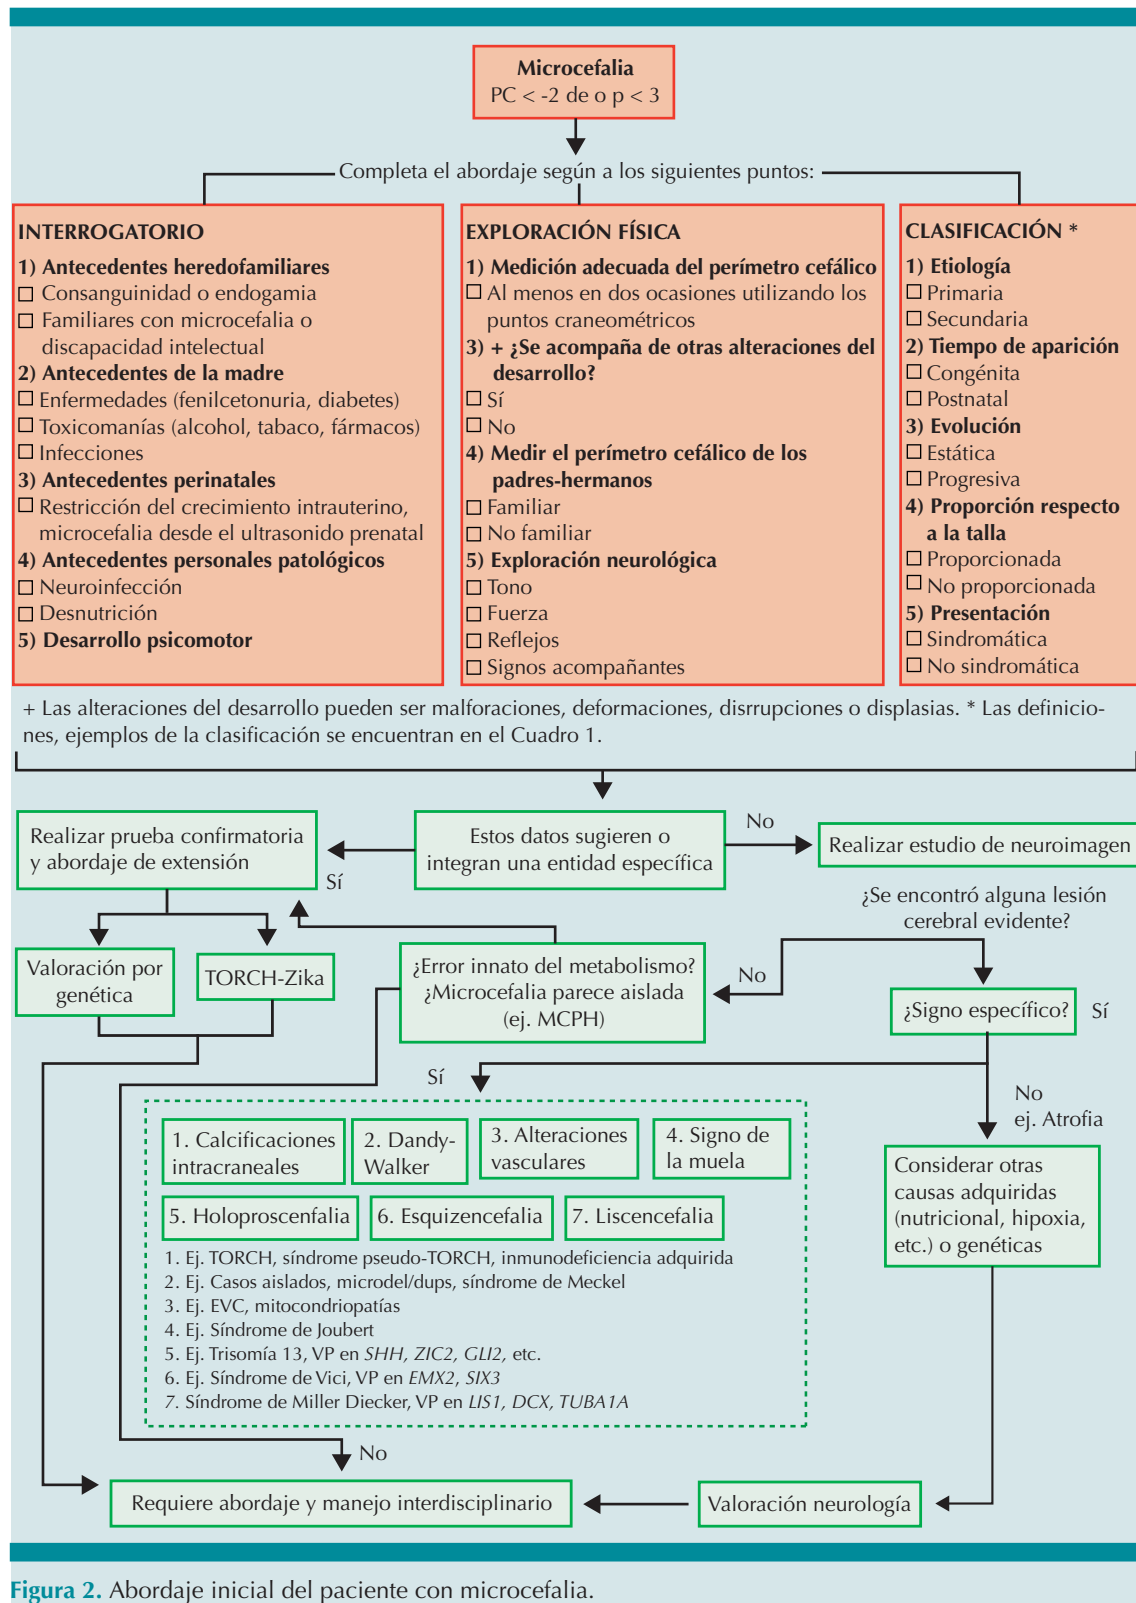 Microcefalia
PC < -2 de o p < 3
Completa el abordaje según a los siguientes puntos:
INTERROGATORIO
1) Antecedentes heredofamiliares
Consanguinidad o endogamia
Familiares con microcefalia o
discapacidad intelectual
2) Antecedentes de la madre
Enfermedades (fenilcetonuria, diabetes)
Toxicomanías (alcohol, tabaco, fármacos)
Infecciones
3) Antecedentes perinatales
Restricción del crecimiento intrauterino,
microcefalia desde el ultrasonido prenatal
4) Antecedentes personales patológicos
Neuroinfección
Desnutrición
5) Desarrollo psicomotor
EXPLORACIÓN FÍSICA
1) Medición adecuada del perímetro cefálico
Al menos en dos ocasiones utilizando los
puntos craneométricos
3) + ¿Se acompaña de otras alteraciones del
desarrollo?
Sí
No
4) Medir el perímetro cefálico de los
padres-hermanos
Familiar
No familiar
5) Exploración neurológica
Tono
Fuerza
Reflejos
Signos acompañantes
CLASIFICACIÓN *
1) Etiología
Primaria
Secundaria
2) Tiempo de aparición
Congénita
Postnatal
3) Evolución
Estática
Progresiva
4) Proporción respecto
a la talla
Proporcionada
No proporcionada
5) Presentación
Sindromática
No sindromática
+ Las alteraciones del desarrollo pueden ser malforaciones, deformaciones, disrrupciones o displasias. * Las definicio-
nes, ejemplos de la clasificación se encuentran en el Cuadro 1.
Realizar prueba confirmatoria
y abordaje de extensión
Sí
Estos datos sugieren o
integran una entidad específica
No
Realizar estudio de neuroimagen
¿Se encontró alguna lesión
cerebral evidente?
Valoración por
genética
TORCH-Zika
¿Error innato del metabolismo?
¿Microcefalia parece aislada
(ej. MCPH)
No
¿Signo específico?
Sí
Sí
No
ej. Atrofia
1. Calcificaciones
intracraneales
2. Dandy-
Walker
3. Alteraciones
vasculares
4. Signo de
la muela
5. Holoproscenfalia
6. Esquizencefalia
7. Liscencefalia
1. Ej. TORCH, síndrome pseudo-TORCH, inmunodeficiencia adquirida
2. Ej. Casos aislados, microdel/dups, síndrome de Meckel
3. Ej. EVC, mitocondriopatías
4. Ej. Síndrome de Joubert
5. Ej. Trisomía 13, VP en SHH, ZIC2, GLI2, etc.
6. Ej. Síndrome de Vici, VP en EMX2, SIX3
7. Síndrome de Miller Diecker, VP en LIS1, DCX, TUBA1A
Considerar otras
causas adquiridas
(nutricional, hipoxia,
etc.) o genéticas
No
Requiere abordaje y manejo interdisciplinario
Valoración neurología
Figura 2. Abordaje inicial del paciente con microcefalia.